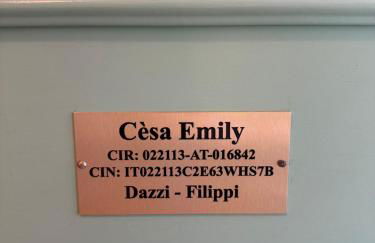 Cèsa Emily
CIR: 022113-AT-016842
CIN: IT022113C2E63WHS7B
Dazzi - Filippi